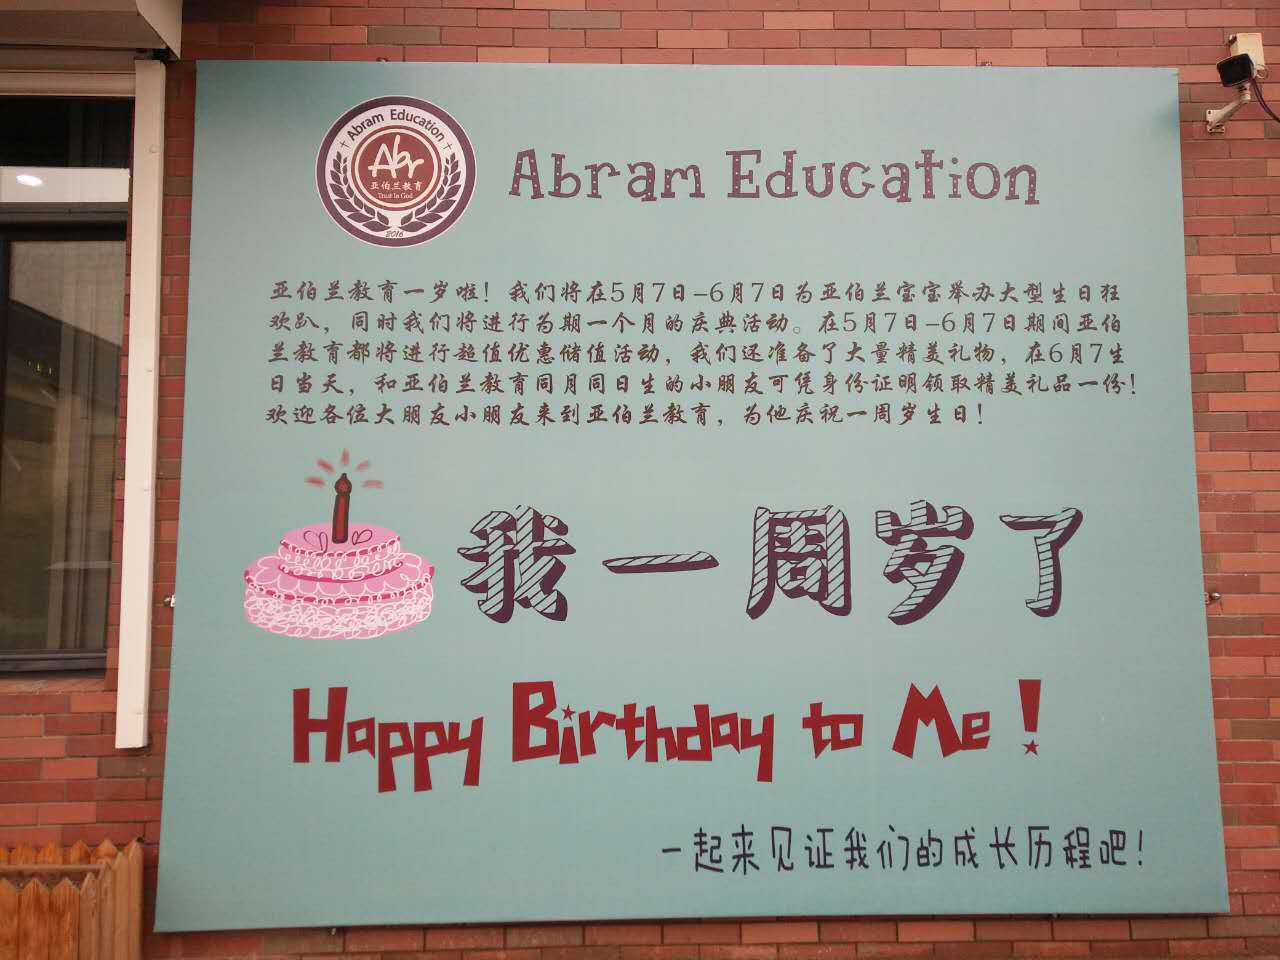 Abram Education
Abr
亚伯兰教育
Trust In God
2016
Abram Education
亚伯兰教育一岁啦！我们将在5月7日-6月7日为亚伯兰宝宝举办大型生日狂
欢趴，同时我们将进行为期一个月的庆典活动。在5月7日-6月7日期间亚伯
兰教育都将进行超值优惠储值活动，我们还准备了大量精美礼物，在6月7生
日当天，和亚伯兰教育同月同日生的小朋友可凭身份证明领取精美礼品一份！
欢迎各位大朋友小朋友来到亚伯兰教育，为他庆祝一周岁生日！
我一周岁了
Happy Birthday to Me！
一起来见证我们的成长历程吧！